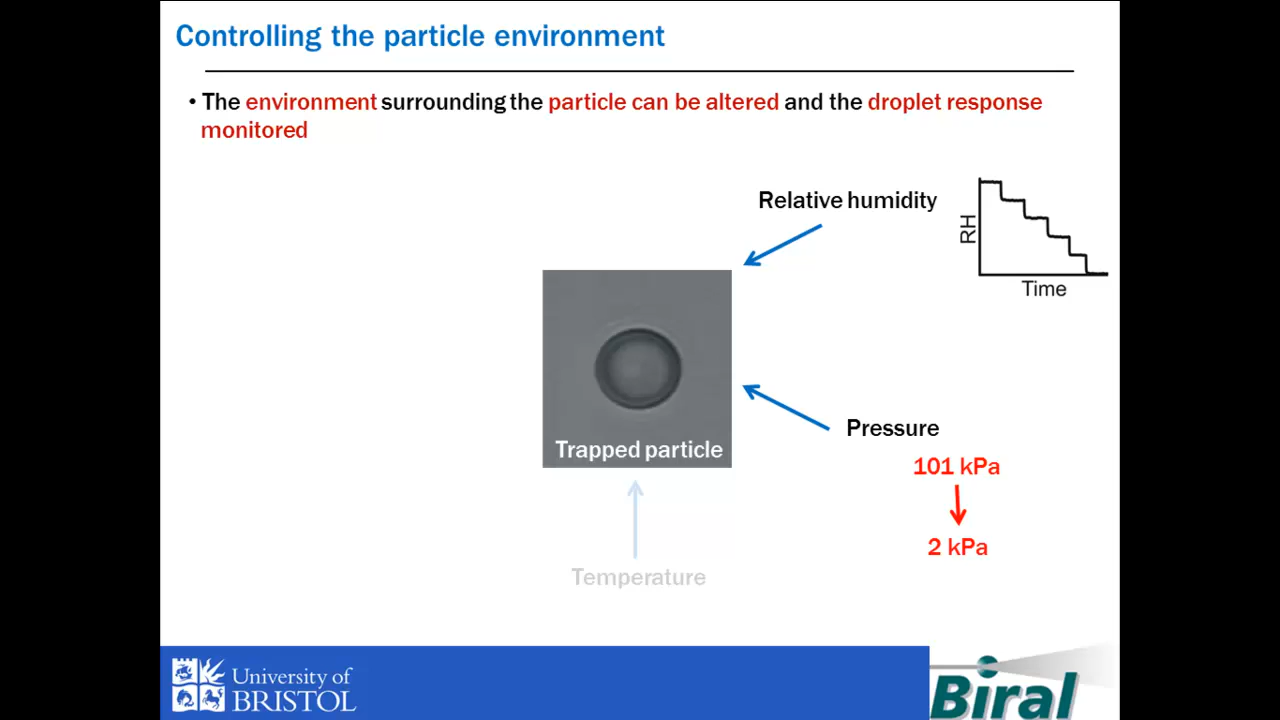 Controlling the particle environment
• The environment surrounding the particle can be altered and the droplet response
monitored
Relative humidity
RH
Time
Trapped particle
Pressure
101 kPa
2 kPa
Temperature
University of
BRISTOL
Biral